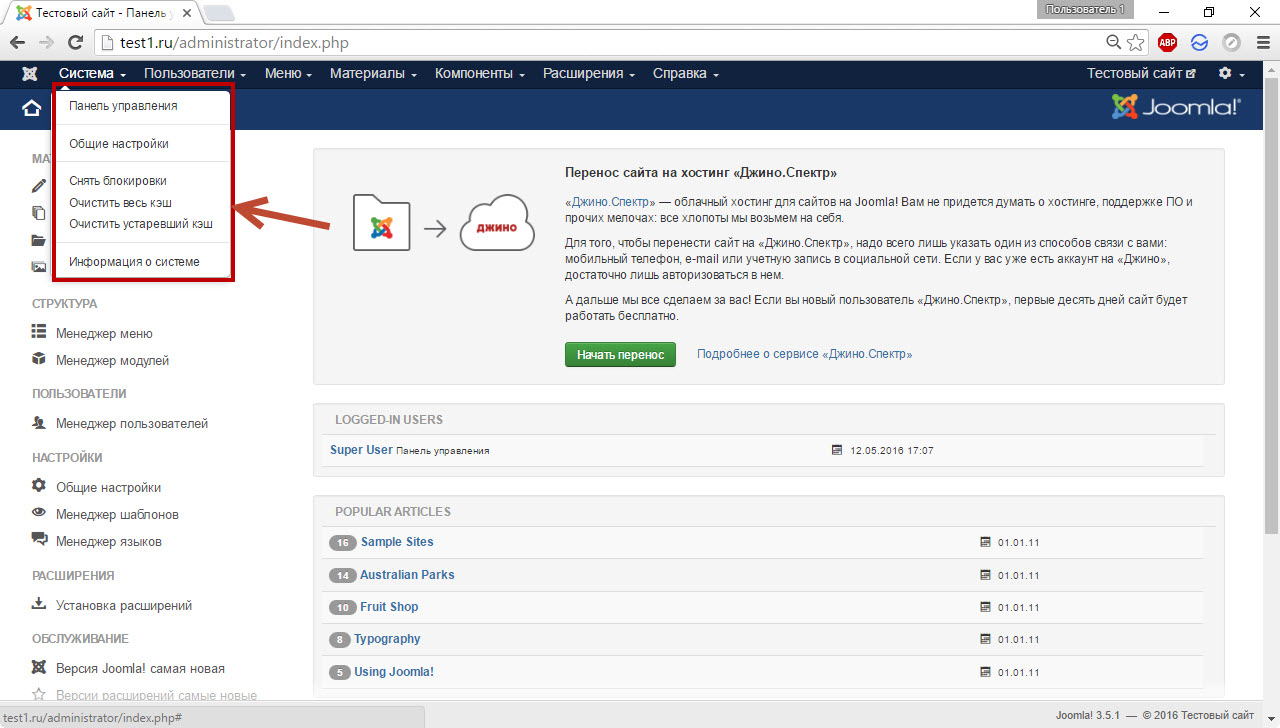 Тестовый сайт - Панель у
Пользователь 1
test1.ru/administrator/index.php
ABP
Система
Пользователи
Меню
Материалы
Компоненты
Расширения
Справка
Тестовый сайт
Joomla!®
Панель управления
Общие настройки
Снять блокировки
Очистить весь кэш
Очистить устаревший кэш
Информация о системе
МАТ
СТРУКТУРА
Менеджер меню
Менеджер модулей
ПОЛЬЗОВАТЕЛИ
Менеджер пользователей
НАСТРОЙКИ
Общие настройки
Менеджер шаблонов
Менеджер языков
РАСШИРЕНИЯ
Установка расширений
ОБСЛУЖИВАНИЕ
Версия Joomla! самая новая
Версии расширений самые новые
джино
Перенос сайта на хостинг «Джино.Спектр»
«Джино.Спектр» — облачный хостинг для сайтов на Joomla! Вам не придется думать о хостинге, поддержке ПО и
прочих мелочах: все хлопоты мы возьмем на себя.
Для того, чтобы перенести сайт на «Джино.Спектр», надо всего лишь указать один из способов связи с вами:
мобильный телефон, e-mail или учетную запись в социальной сети. Если у вас уже есть аккаунт на «Джино»,
достаточно лишь авторизоваться в нем.
А дальше мы все сделаем за вас! Если вы новый пользователь «Джино.Спектр», первые десять дней сайт будет
работать бесплатно.
Начать перенос
Подробнее о сервисе «Джино.Спектр»
LOGGED-IN USERS
Super User Панель управления 12.05.2016 17:07
POPULAR ARTICLES
16 Sample Sites 01.01.11
14 Australian Parks 01.01.11
10 Fruit Shop 01.01.11
8 Typography 01.01.11
5 Using Joomla! 01.01.11
test1.ru/administrator/index.php#
Joomla! 3.5.1 — © 2016 Тестовый сайт